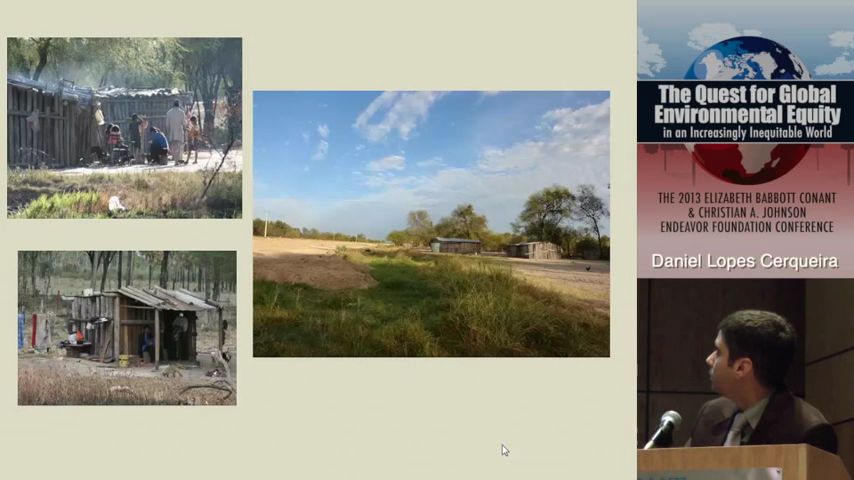 The Quest for Global
Environmental Equity
in an Increasingly Inequitable World
THE 2013 ELIZABETH BABBOTT CONANT
& CHRISTIAN A. JOHNSON
ENDEAVOR FOUNDATION CONFERENCE
Daniel Lopes Cerqueira